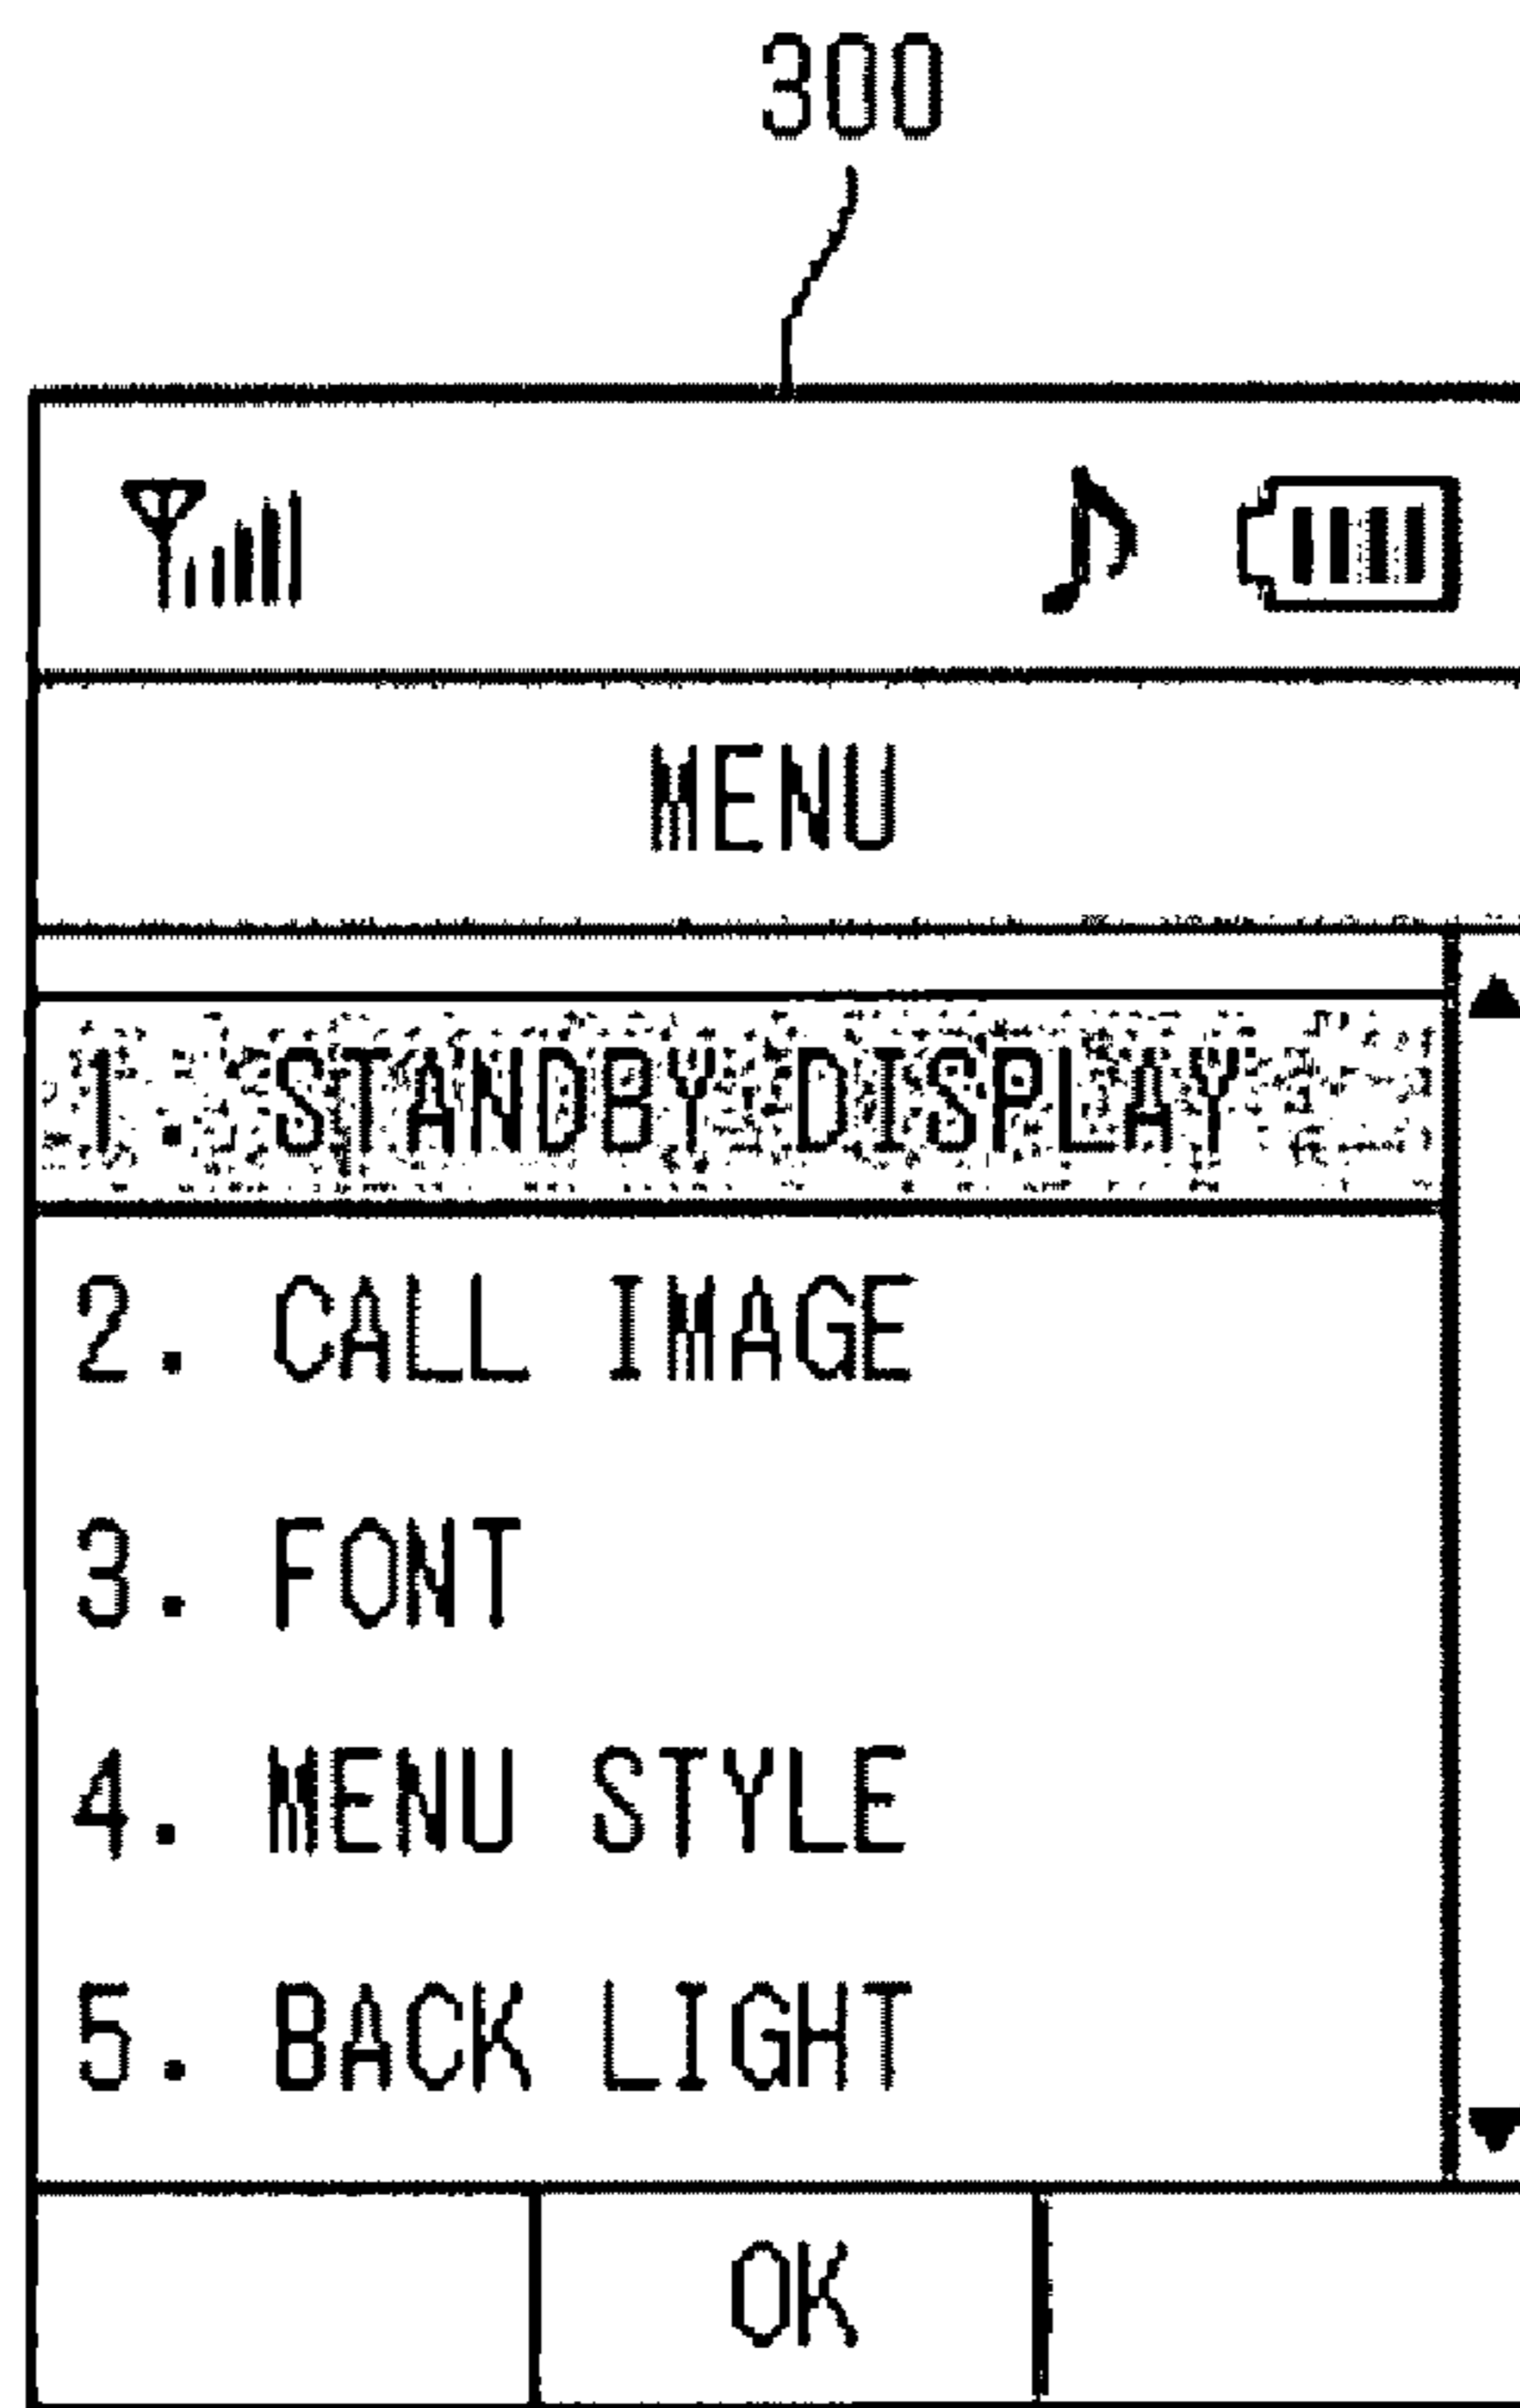 300
MENU
1. STANDBY DISPLAY
2. CALL IMAGE
3. FONT
4. MENU STYLE
5. BACK LIGHT
OK